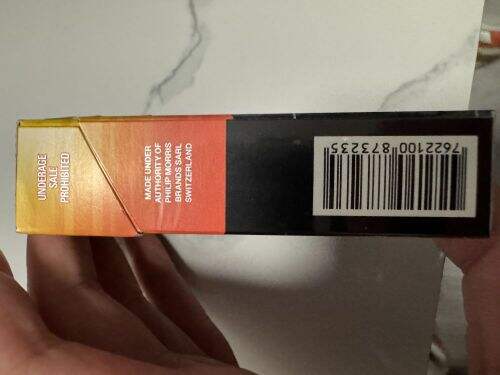 UNDERAGE
SALE
PROHIBITED
MADE UNDER
AUTHORITY OF
PHILIP MORRIS
BRANDS SARL
SWITZERLAND
7622100 873235